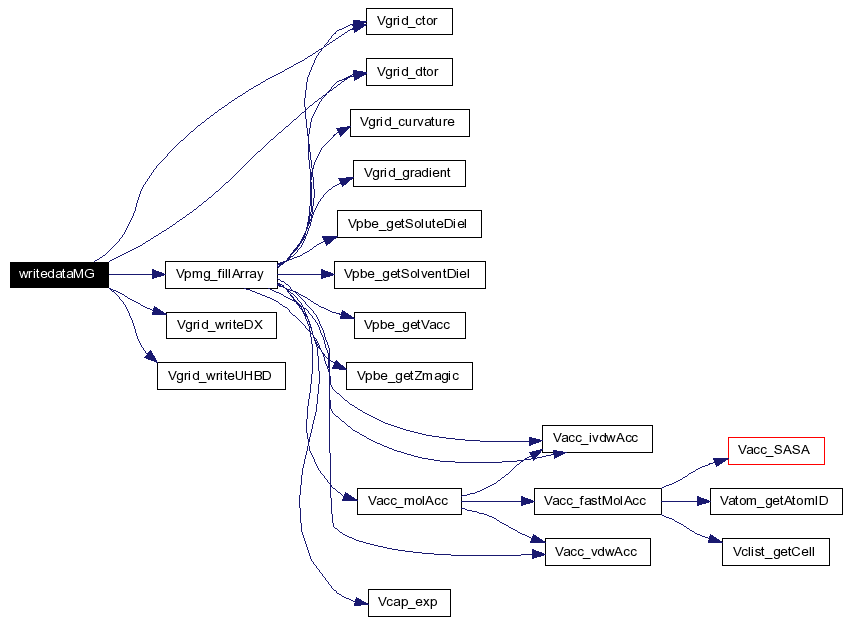 Vgrid_ctor
Vgrid_dtor
Vgrid_curvature
Vgrid_gradient
Vpbe_getSoluteDiel
writedataMG
Vpmg_fillArray
Vpbe_getSolventDiel
Vgrid_writeDX
Vpbe_getVacc
Vgrid_writeUHBD
Vpbe_getZmagic
Vacc_ivdwAcc
Vacc_SASA
Vacc_molAcc
Vacc_fastMolAcc
Vatom_getAtomID
Vacc_vdwAcc
Vclist_getCell
Vcap_exp